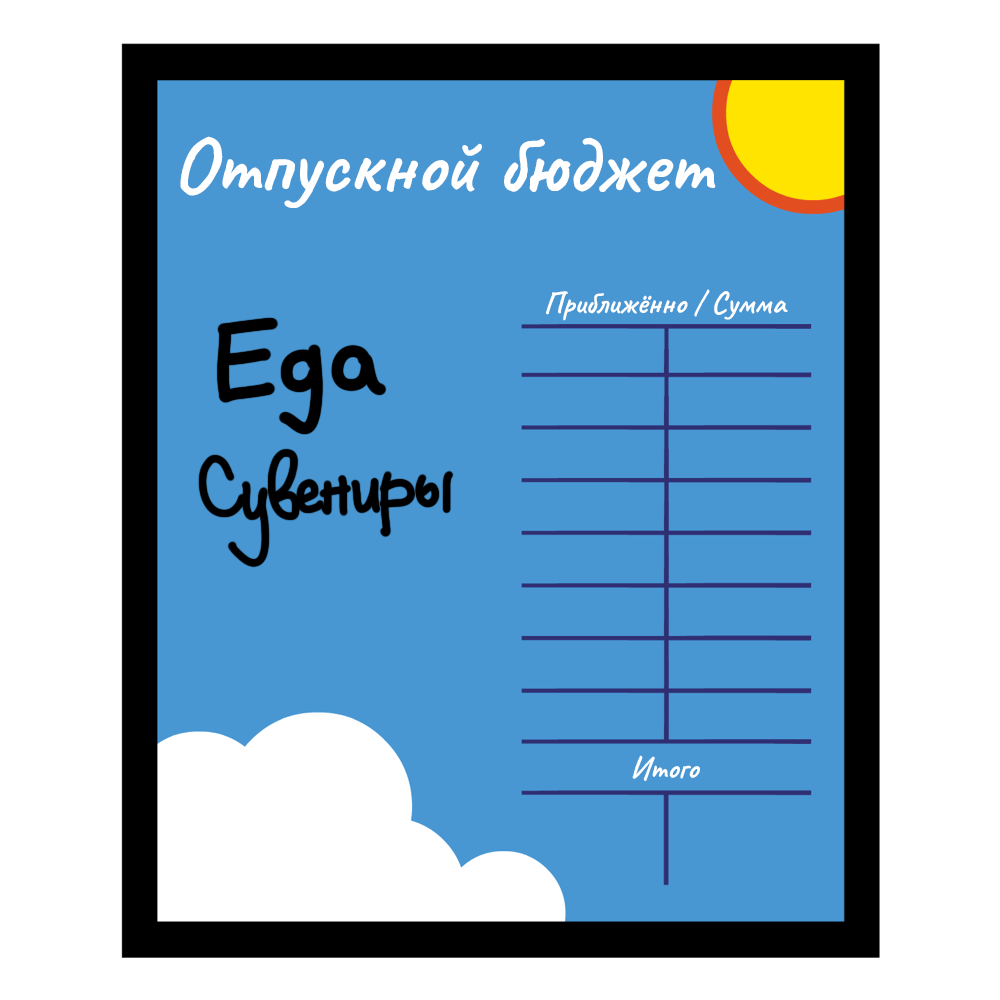 Отпускной бюджет
Приближённо / Сумма
Еда
Сувениры
Итого